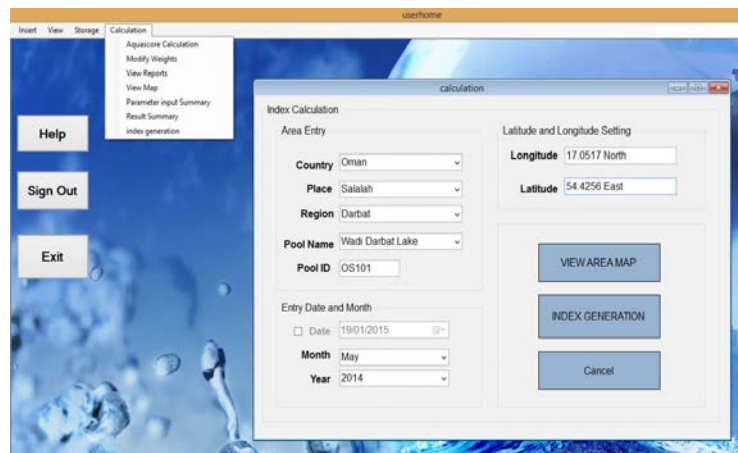 userhome
Insert View Storage Calculation
Aquescore Calculation
Modify Weights
View Reports
View Map
Parameter input Summary
Result Summary
index generation
Help
Sign Out
Exit
calculation
Index Calculation
Area Entry
Country Oman
Place Salalah
Region Darbat
Pool Name Wadi Darbat Lake
Pool ID OS101
Entry Date and Month
Date 19/01/2015
Month May
Year 2014
Latitude and Longitude Setting
Longitude 17.0517 North
Latitude 54.4256 East
VIEW AREA MAP
INDEX GENERATION
Cancel